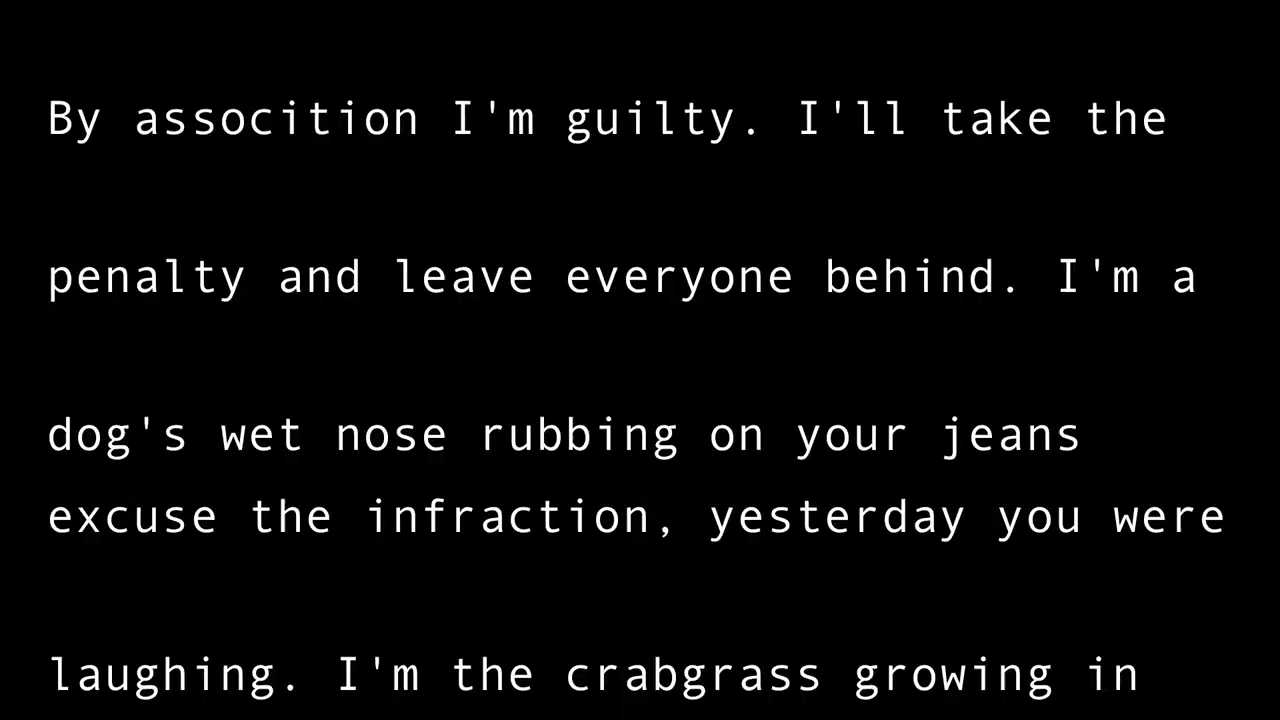 By assocition I'm guilty. I'll take the
penalty and leave everyone behind. I'm a
dog's wet nose rubbing on your jeans
excuse the infraction, yesterday you were
laughing. I'm the crabgrass growing in